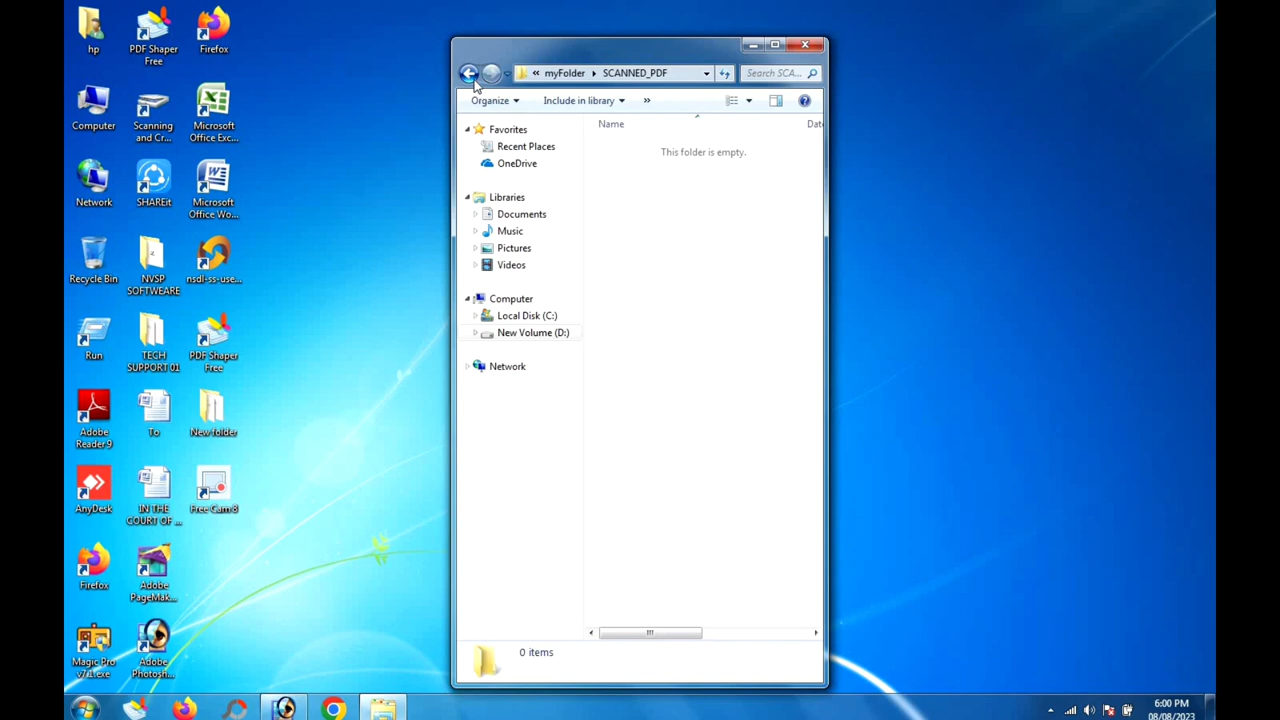 hp
PDF Shaper
Free
Firefox
Computer
Scanning
and Cr...
Microsoft
Office Exc...
Network
SHAREit
Microsoft
Office Wo...
Recycle Bin
NVSP
SOFTWEARE
nsdl-ss-use...
Run
TECH
SUPPORT 01
PDF Shaper
Free
Adobe
Reader 9
To
New folder
AnyDesk
IN THE
COURT OF ...
Free Cam 8
Firefox
Adobe
PageMak...
Magic Pro
v7.1.exe
Adobe
Photosh...
« myFolder ▸ SCANNED_PDF
Search SCA...
Organize
Include in library
»
Name
Date
This folder is empty.
Favorites
Recent Places
OneDrive
Libraries
Documents
Music
Pictures
Videos
Computer
Local Disk (C:)
New Volume (D:)
Network
0 items
6:00 PM
08/08/2023